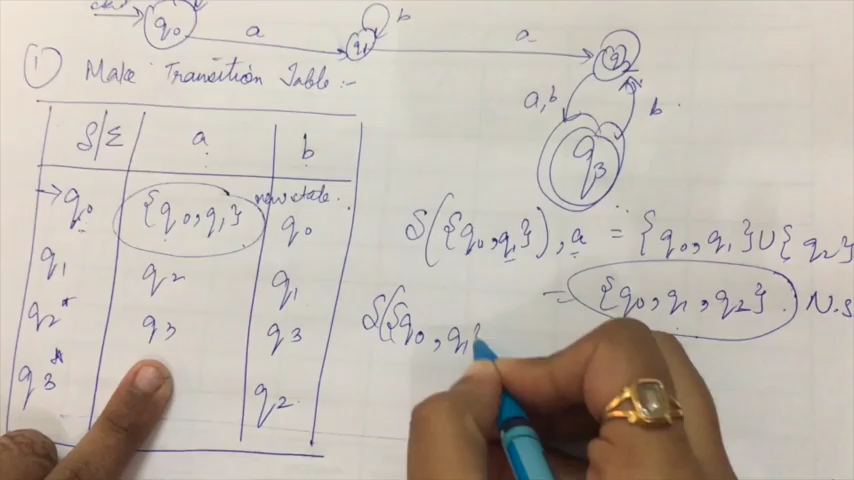 q0 a q1 b a q2
① Make Transition Table :-
a,b b
q3
δ/Σ a b
→q0 {q0,q1} new state. q0
q1 q2 q1
q2* q3 q3
q3* q2
δ({q0,q1}),a = {q0,q1}U{q2}
= {q0,q1,q2}. N.S
δ({q0,q1}